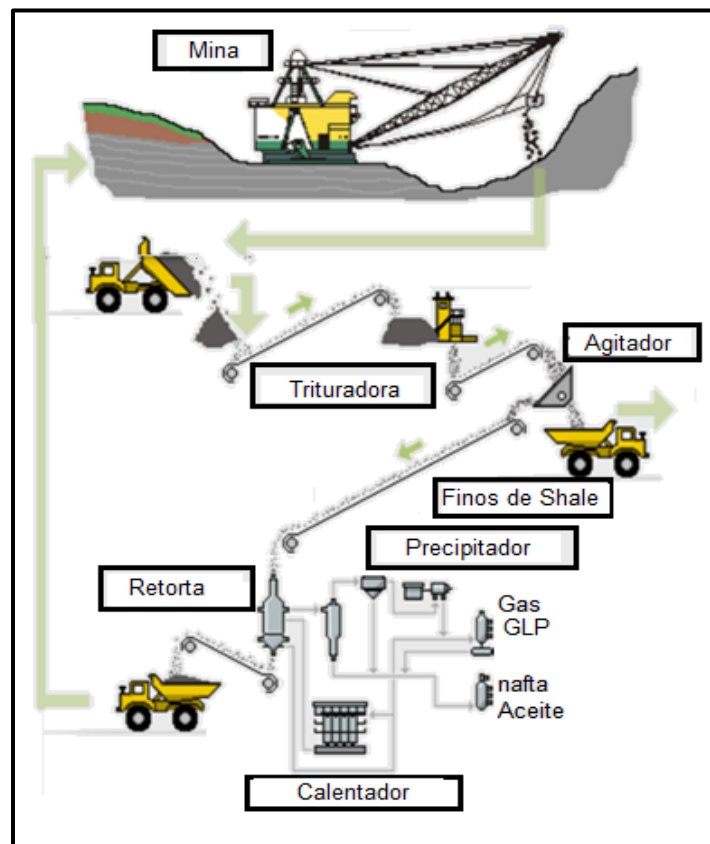 Mina
Agitador
Trituradora
Finos de Shale
Precipitador
Retorta
Gas
GLP
nafta
Aceite
Calentador